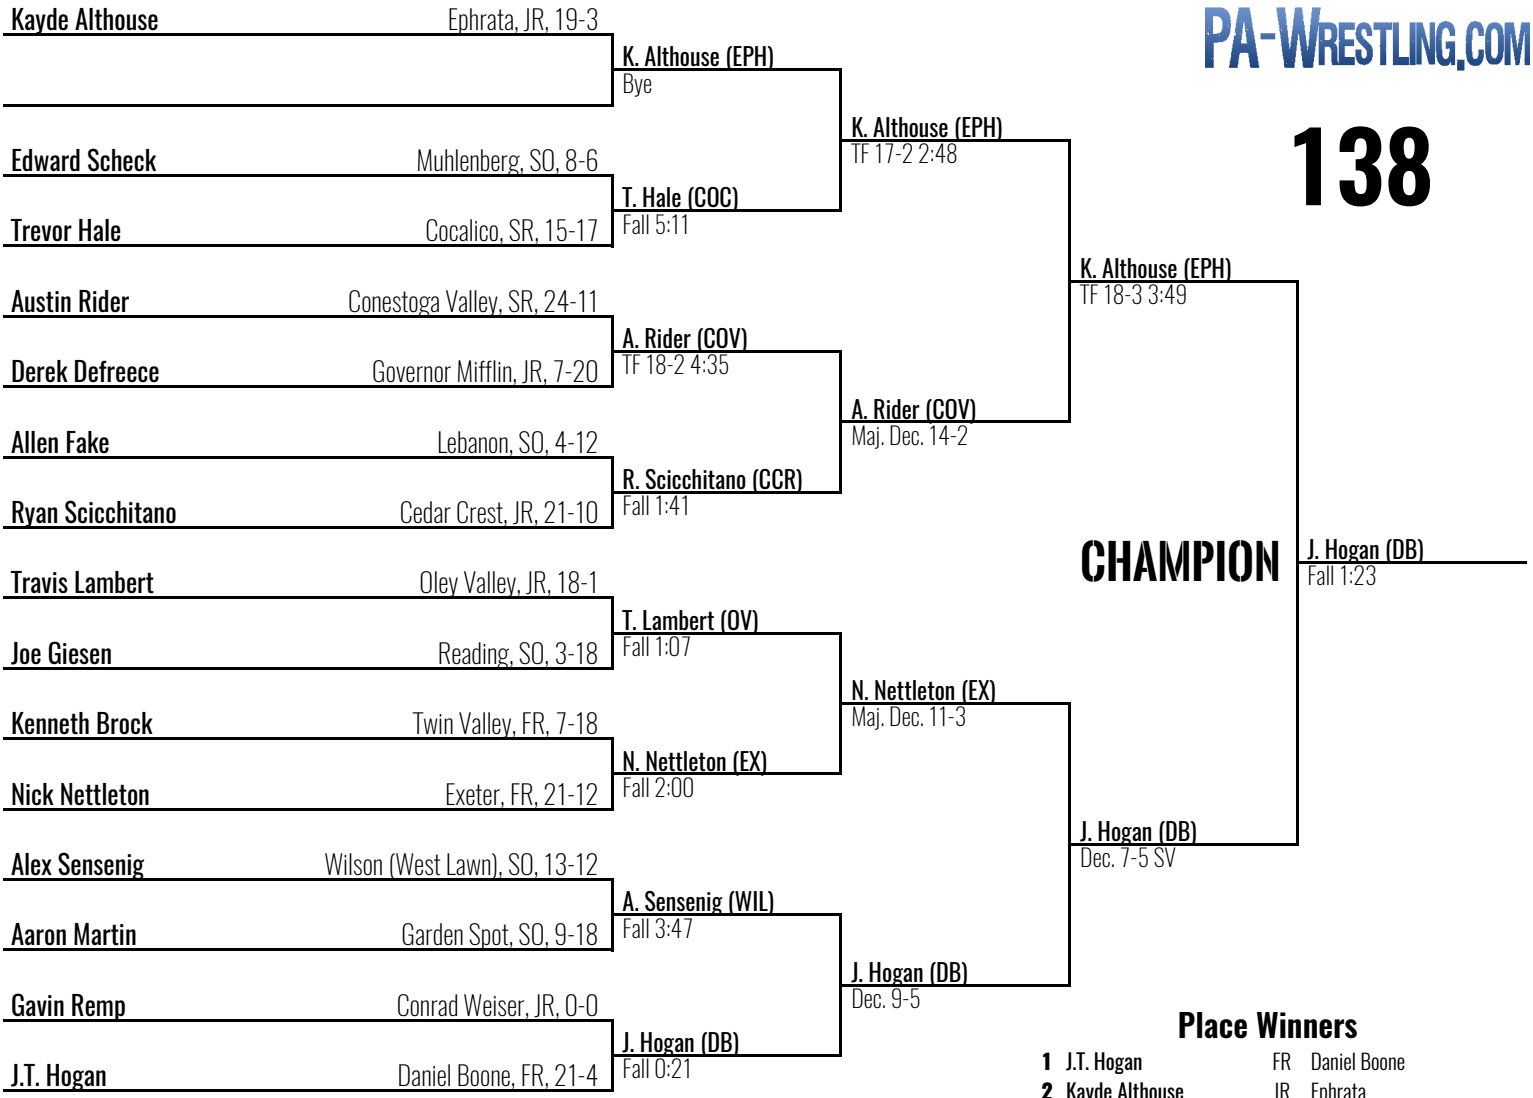 Kayde Althouse Ephrata, JR, 19-3
PA-WRESTLING.COM
K. Althouse (EPH)
Bye
K. Althouse (EPH)
TF 17-2 2:48
138
Edward Scheck Muhlenberg, SO, 8-6
T. Hale (COC)
Fall 5:11
Trevor Hale Cocalico, SR, 15-17
K. Althouse (EPH)
TF 18-3 3:49
Austin Rider Conestoga Valley, SR, 24-11
A. Rider (COV)
TF 18-2 4:35
Derek Defreece Governor Mifflin, JR, 7-20
A. Rider (COV)
Maj. Dec. 14-2
Allen Fake Lebanon, SO, 4-12
R. Scicchitano (CCR)
Fall 1:41
Ryan Scicchitano Cedar Crest, JR, 21-10
CHAMPION
J. Hogan (DB)
Fall 1:23
Travis Lambert Oley Valley, JR, 18-1
T. Lambert (OV)
Fall 1:07
Joe Giesen Reading, SO, 3-18
N. Nettleton (EX)
Maj. Dec. 11-3
Kenneth Brock Twin Valley, FR, 7-18
N. Nettleton (EX)
Fall 2:00
Nick Nettleton Exeter, FR, 21-12
J. Hogan (DB)
Dec. 7-5 SV
Alex Sensenig Wilson (West Lawn), SO, 13-12
A. Sensenig (WIL)
Fall 3:47
Aaron Martin Garden Spot, SO, 9-18
J. Hogan (DB)
Dec. 9-5
Gavin Remp Conrad Weiser, JR, 0-0
J. Hogan (DB)
Fall 0:21
J.T. Hogan Daniel Boone, FR, 21-4
Place Winners
1 J.T. Hogan FR Daniel Boone
2 Kayde Althouse JR Ephrata